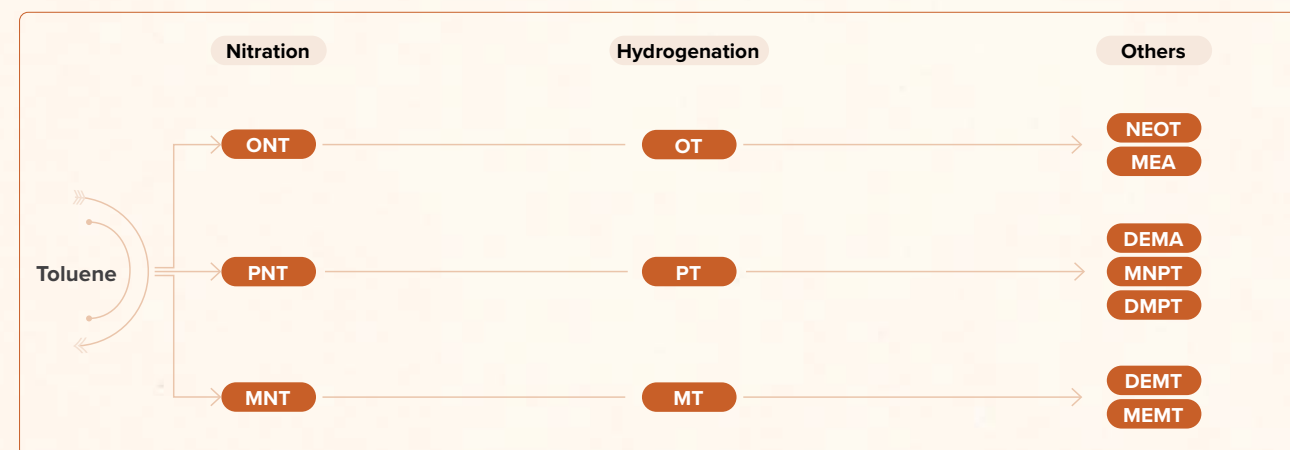 Nitration
Hydrogenation
Others
ONT
OT
NEOT
MEA
Toluene
PNT
PT
DEMA
MNPT
DMPT
MNT
MT
DEMT
MEMT